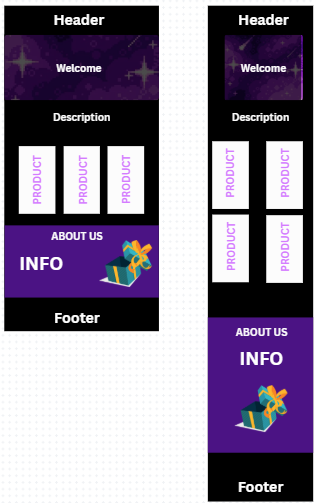 Header
Welcome
Description
PRODUCT
PRODUCT
PRODUCT
ABOUT US
INFO
Footer
Header
Welcome
Description
PRODUCT
PRODUCT
PRODUCT
PRODUCT
ABOUT US
INFO
Footer